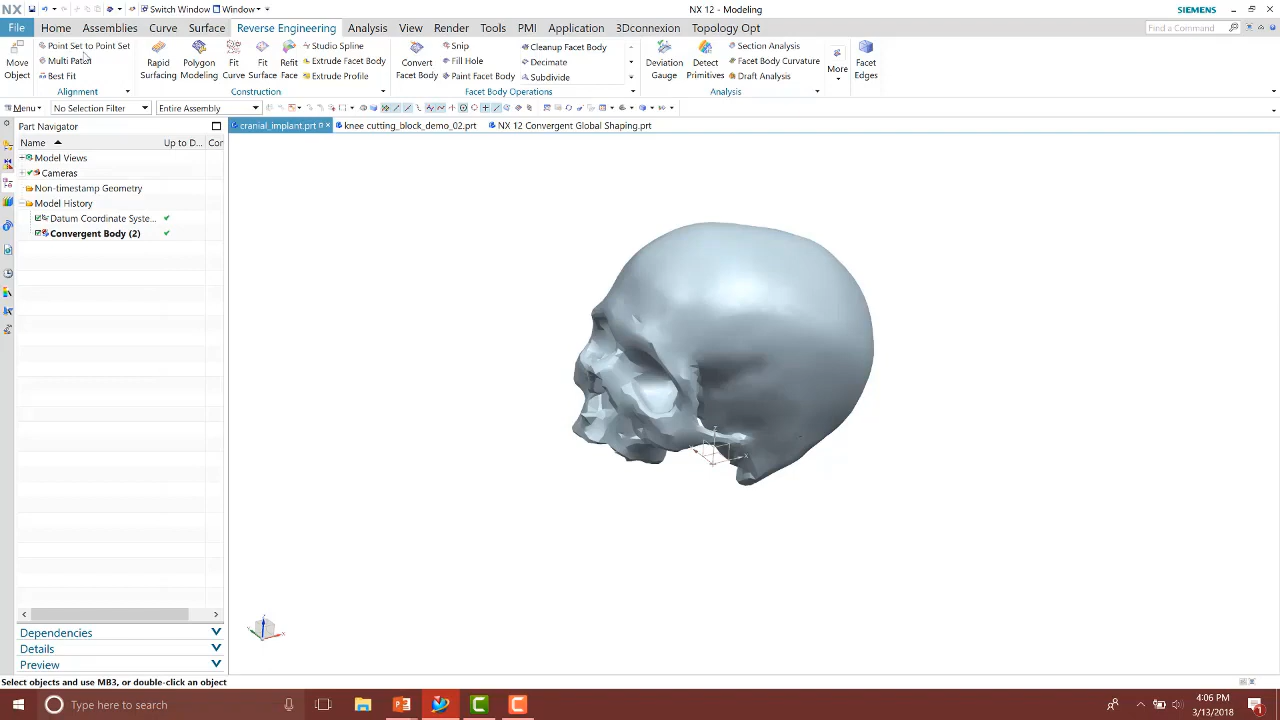 NX
Switch Window
Window
NX 12 - Modeling
SIEMENS
File
Home
Assemblies
Curve
Surface
Reverse Engineering
Analysis
View
Render
Tools
PMI
Application
3Dconnexion
Topology Opt
Find a Command
Move Object
Point Set to Point Set
Multi Patch
Best Fit
Alignment
Rapid Surfacing
Polygon Modeling
Fit Curve
Fit Surface
Refit Face
Studio Spline
Extrude Facet Body
Extrude Profile
Construction
Convert Facet Body
Snip
Fill Hole
Paint Facet Body
Cleanup Facet Body
Decimate
Subdivide
Facet Body Operations
Deviation Gauge
Detect Primitives
Section Analysis
Facet Body Curvature
Draft Analysis
Analysis
More
Facet Edges
Menu
No Selection Filter
Entire Assembly
Part Navigator
cranial_implant.prt
knee cutting_block_demo_02.prt
NX 12 Convergent Global Shaping.prt
Name
Up to D...
Cor
Model Views
Cameras
Non-timestamp Geometry
Model History
Datum Coordinate Syste...
Convergent Body (2)
Dependencies
Details
Preview
Select objects and use MB3, or double-click an object
Type here to search
4:06 PM
3/13/2018